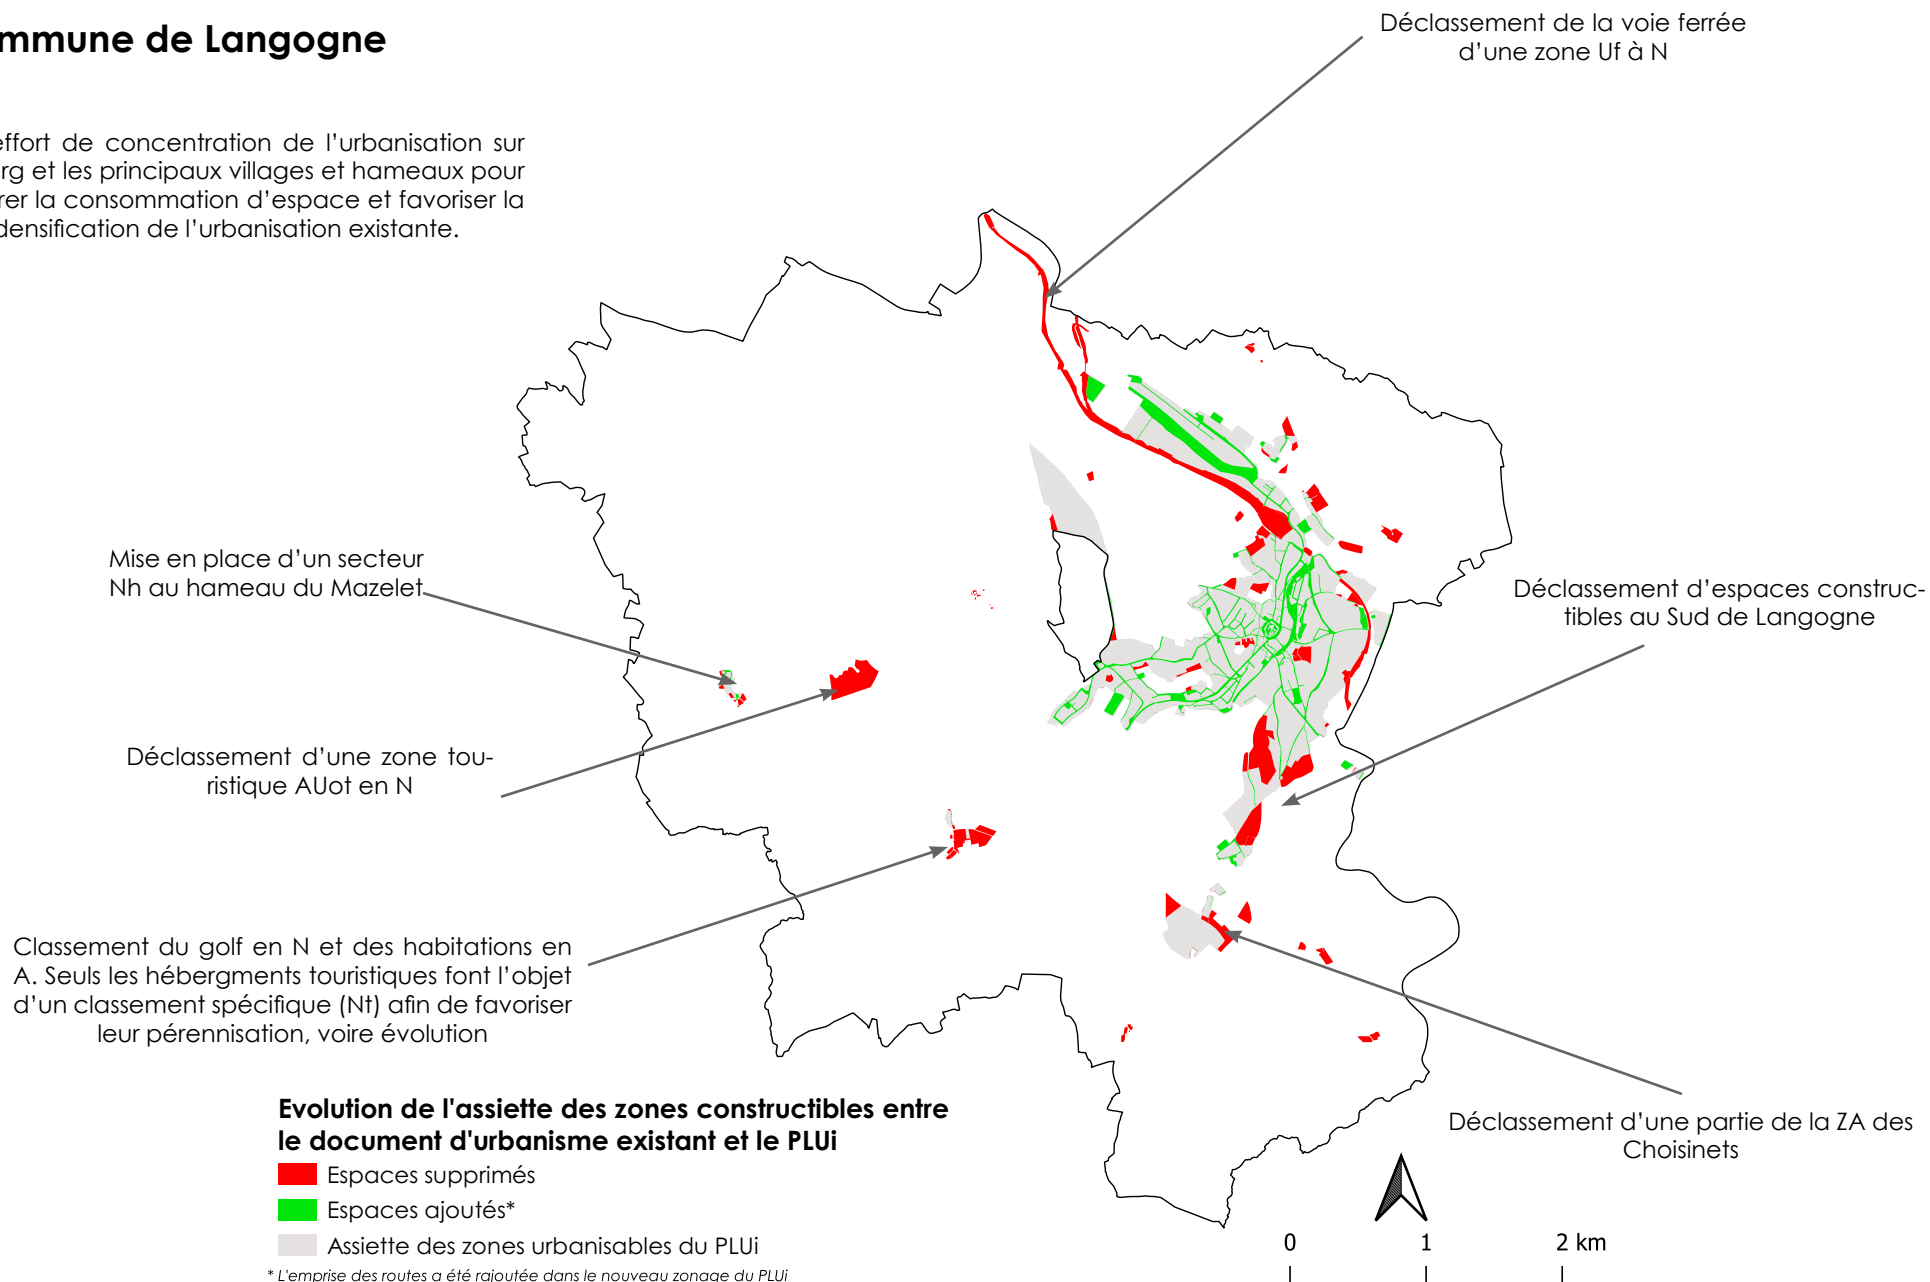 mmune de Langogne
effort de concentration de l'urbanisation sur
rg et les principaux villages et hameaux pour
rer la consommation d'espace et favoriser la
densification de l'urbanisation existante.
Déclassement de la voie ferrée
d'une zone Uf à N
Mise en place d'un secteur
Nh au hameau du Mazelet
Déclassement d'espaces construc-
tibles au Sud de Langogne
Déclassement d'une zone tou-
ristique AUot en N
Classement du golf en N et des habitations en
A. Seuls les hébergments touristiques font l'objet
d'un classement spécifique (Nt) afin de favoriser
leur pérennisation, voire évolution
Déclassement d'une partie de la ZA des
Choisinets
Evolution de l'assiette des zones constructibles entre
le document d'urbanisme existant et le PLUi
Espaces supprimés
Espaces ajoutés*
Assiette des zones urbanisables du PLUi
* L'emprise des routes a été rajoutée dans le nouveau zonage du PLUi
0 1 2 km